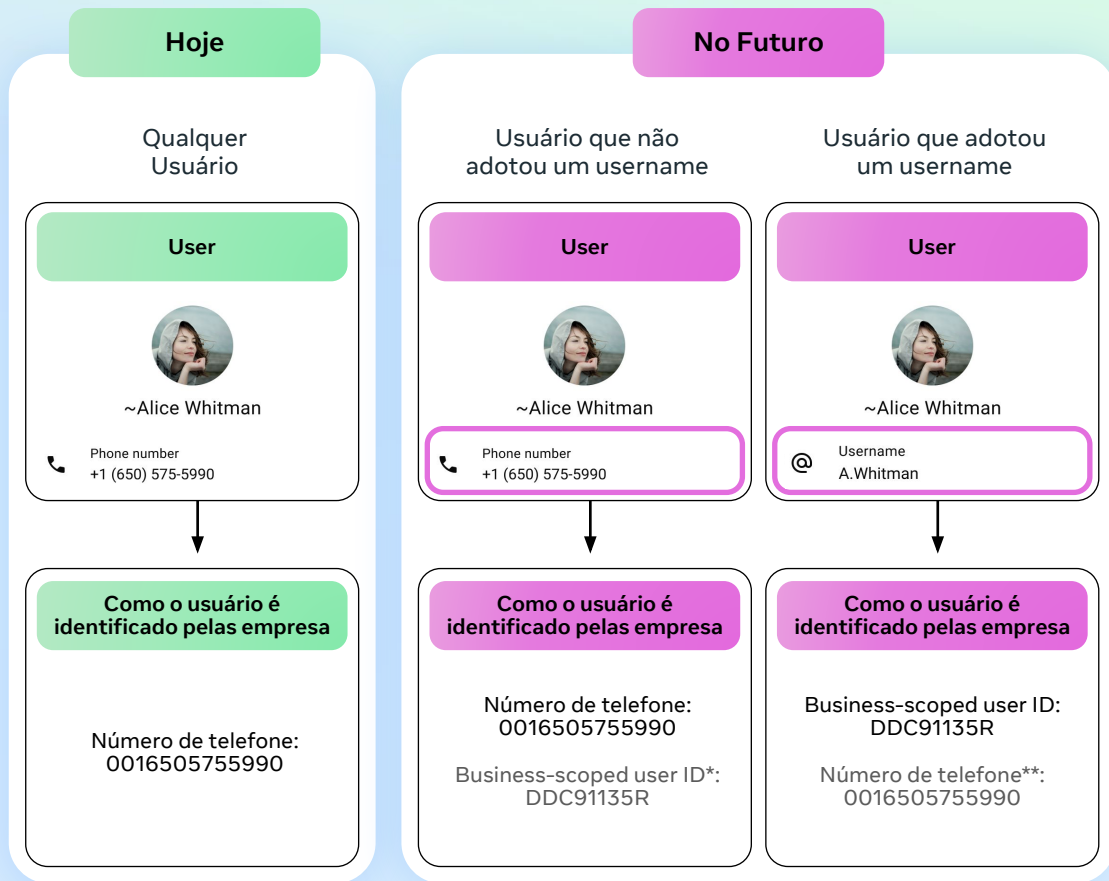 Hoje
Qualquer
Usuário
User
~Alice Whitman
Phone number
+1 (650) 575-5990
Como o usuário é
identificado pelas empresa
Número de telefone:
0016505755990
No Futuro
Usuário que não
adotou um username
User
~Alice Whitman
Phone number
+1 (650) 575-5990
Como o usuário é
identificado pelas empresa
Número de telefone:
0016505755990
Business-scoped user ID*:
DDC91135R
Usuário que adotou
um username
User
~Alice Whitman
@
Username
A.Whitman
Como o usuário é
identificado pelas empresa
Business-scoped user ID:
DDC91135R
Número de telefone**:
0016505755990